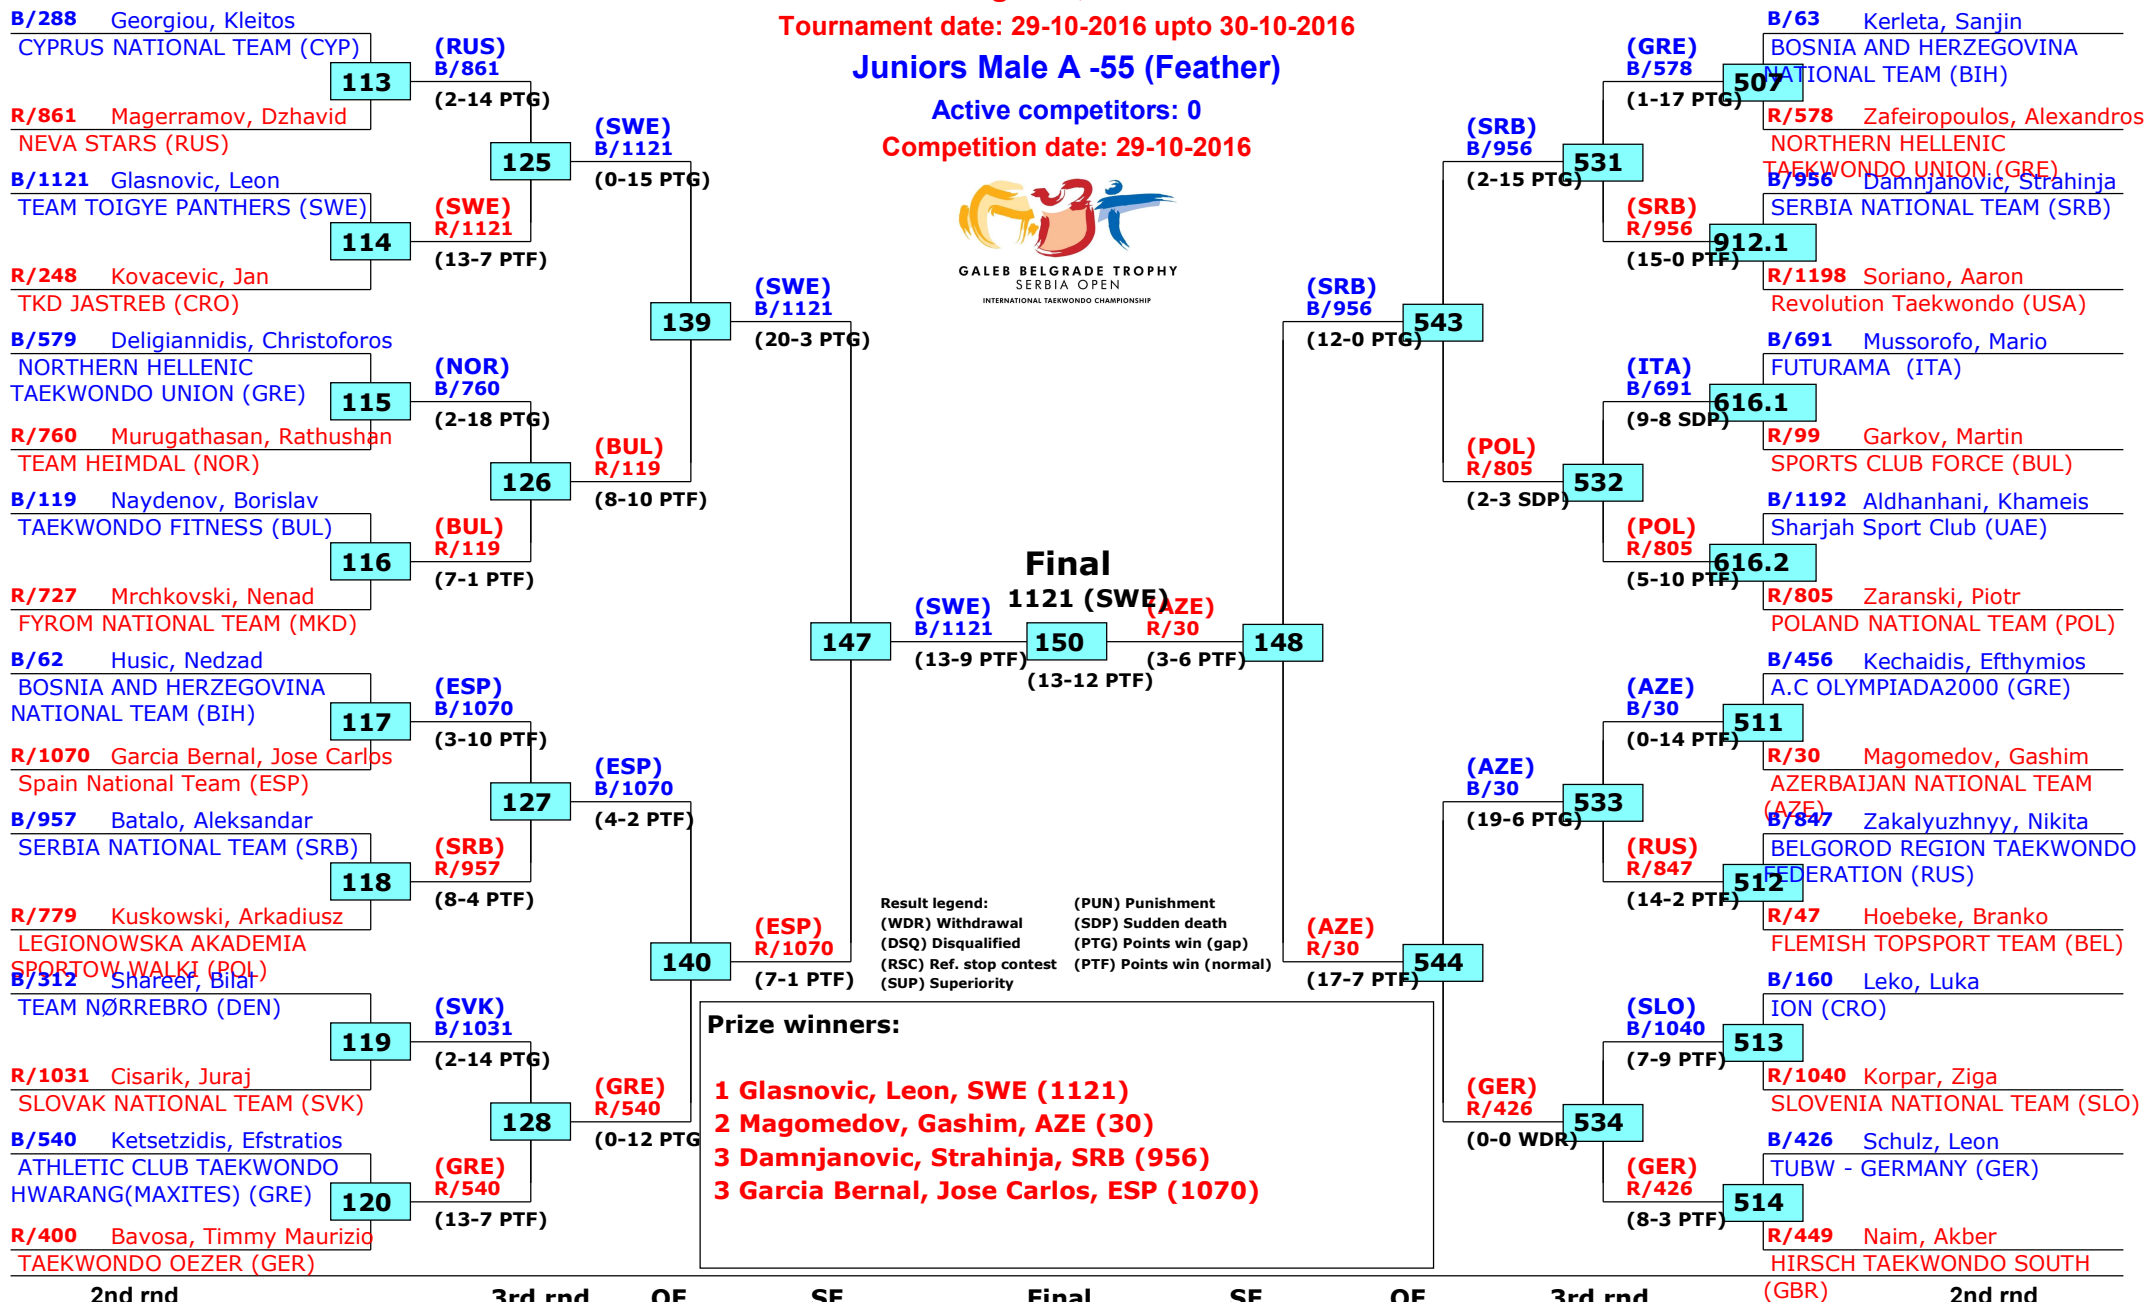 Tournament date: 29-10-2016 upto 30-10-2016
Juniors Male A -55 (Feather)
Active competitors: 0
Competition date: 29-10-2016
GALEB BELGRADE TROPHY
SERBIA OPEN
INTERNATIONAL TAEKWONDO CHAMPIONSHIP
B/288 Georgiou, Kleitos
CYPRUS NATIONAL TEAM (CYP)
113
R/861 Magerramov, Dzhavid
NEVA STARS (RUS)
B/1121 Glasnovic, Leon
TEAM TOIGYE PANTHERS (SWE)
114
R/248 Kovacevic, Jan
TKD JASTREB (CRO)
B/579 Deligiannidis, Christoforos
NORTHERN HELLENIC
TAEKWONDO UNION (GRE)
115
R/760 Murugathasan, Rathushan
TEAM HEIMDAL (NOR)
B/119 Naydenov, Borislav
TAEKWONDO FITNESS (BUL)
116
R/727 Mrchkovski, Nenad
FYROM NATIONAL TEAM (MKD)
B/62 Husic, Nedzad
BOSNIA AND HERZEGOVINA
NATIONAL TEAM (BIH)
117
R/1070 Garcia Bernal, Jose Carlos
Spain National Team (ESP)
B/957 Batalo, Aleksandar
SERBIA NATIONAL TEAM (SRB)
118
R/779 Kuskowski, Arkadiusz
LEGIONOWSKA AKADEMIA
SPORTOW WALKI (POL)
B/312 Shareef, Bilal
TEAM NØRREBRO (DEN)
119
R/1031 Cisarik, Juraj
SLOVAK NATIONAL TEAM (SVK)
B/540 Ketsetzidis, Efstratios
ATHLETIC CLUB TAEKWONDO
HWARANG(MAXITES) (GRE)
120
R/400 Bavosa, Timmy Maurizio
TAEKWONDO OEZER (GER)
(RUS)
B/861
(2-14 PTG)
125
(SWE)
R/1121
(13-7 PTF)
(NOR)
B/760
(2-18 PTG)
126
(BUL)
R/119
(7-1 PTF)
(ESP)
B/1070
(3-10 PTF)
127
(SRB)
R/957
(8-4 PTF)
(SVK)
B/1031
(2-14 PTG)
128
(GRE)
R/540
(13-7 PTF)
(SWE)
B/1121
(0-15 PTG)
139
(BUL)
R/119
(8-10 PTF)
(ESP)
B/1070
(4-2 PTF)
140
(GRE)
R/540
(0-12 PTG
(SWE)
B/1121
(20-3 PTG)
147
(ESP)
R/1070
(7-1 PTF)
(SWE)
B/1121
(13-9 PTF)
Final
1121 (SWE)
150
(13-12 PTF)
(AZE)
R/30
(3-6 PTF)
148
(SRB)
B/956
(12-0 PTG)
543
(AZE)
R/30
(17-7 PTF)
544
(SRB)
B/956
(2-15 PTG)
531
(POL)
R/805
(2-3 SDP)
532
(AZE)
B/30
(19-6 PTG)
533
(GER)
R/426
(0-0 WDR)
534
(GRE)
B/578
(1-17 PTG)
(SRB)
R/956
(15-0 PTF)
(ITA)
B/691
(9-8 SDP)
(POL)
R/805
(5-10 PTF)
(AZE)
B/30
(0-14 PTF)
(RUS)
R/847
(14-2 PTF)
(SLO)
B/1040
(7-9 PTF)
(GER)
R/426
(8-3 PTF)
B/63 Kerleta, Sanjin
BOSNIA AND HERZEGOVINA
NATIONAL TEAM (BIH)
507
R/578 Zafeiropoulos, Alexandros
NORTHERN HELLENIC
TAEKWONDO UNION (GRE)
B/956 Damnjanovic, Strahinja
SERBIA NATIONAL TEAM (SRB)
912.1
R/1198 Soriano, Aaron
Revolution Taekwondo (USA)
B/691 Mussorofo, Mario
FUTURAMA (ITA)
616.1
R/99 Garkov, Martin
SPORTS CLUB FORCE (BUL)
B/1192 Aldhanhani, Khameis
Sharjah Sport Club (UAE)
616.2
R/805 Zaranski, Piotr
POLAND NATIONAL TEAM (POL)
B/456 Kechaidis, Efthymios
A.C OLYMPIADA2000 (GRE)
511
R/30 Magomedov, Gashim
AZERBAIJAN NATIONAL TEAM
(AZE)
B/847 Zakalyuzhnyy, Nikita
BELGOROD REGION TAEKWONDO
FEDERATION (RUS)
512
R/47 Hoebeke, Branko
FLEMISH TOPSPORT TEAM (BEL)
B/160 Leko, Luka
ION (CRO)
513
R/1040 Korpar, Ziga
SLOVENIA NATIONAL TEAM (SLO)
B/426 Schulz, Leon
TUBW - GERMANY (GER)
514
R/449 Naim, Akber
HIRSCH TAEKWONDO SOUTH
(GBR)
Result legend: (PUN) Punishment
(WDR) Withdrawal (SDP) Sudden death
(DSQ) Disqualified (PTG) Points win (gap)
(RSC) Ref. stop contest (PTF) Points win (normal)
(SUP) Superiority
Prize winners:
1 Glasnovic, Leon, SWE (1121)
2 Magomedov, Gashim, AZE (30)
3 Damnjanovic, Strahinja, SRB (956)
3 Garcia Bernal, Jose Carlos, ESP (1070)
2nd rnd 3rd rnd QF SF Final SF QF 3rd rnd 2nd rnd